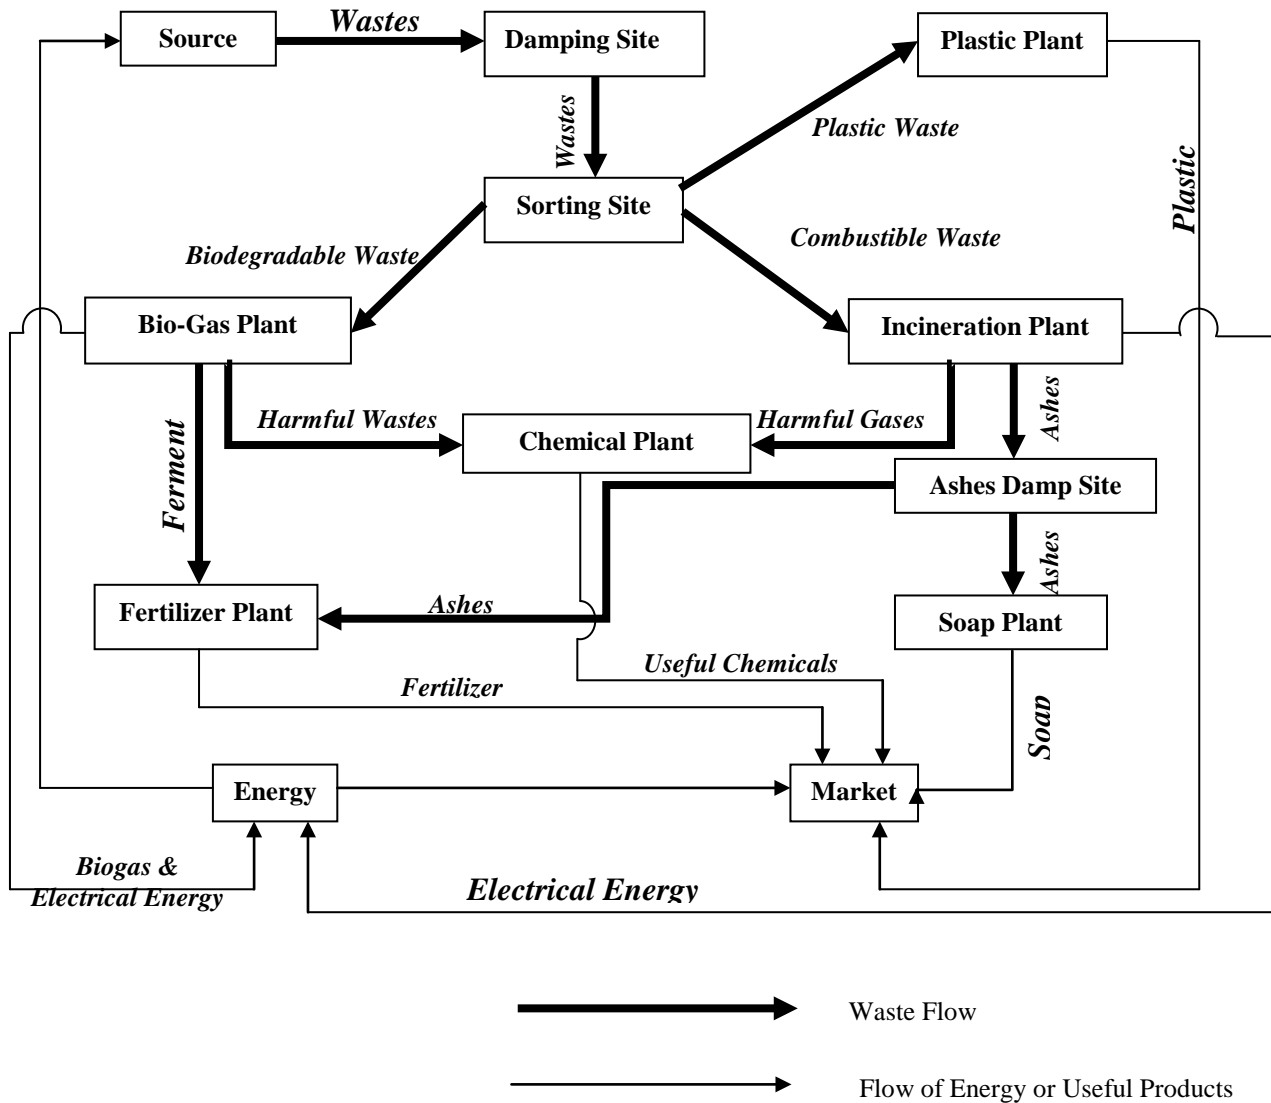 Wastes
Source
Damping Site
Plastic Plant
Wastes
Plastic Waste
Plastic
Sorting Site
Combustible Waste
Biodegradable Waste
Bio-Gas Plant
Incineration Plant
Ferment
Harmful Wastes
Chemical Plant
Harmful Gases
Ashes
Ashes Damp Site
Ashes
Fertilizer Plant
Ashes
Soap Plant
Useful Chemicals
Fertilizer
Soap
Energy
Market
Biogas &
Electrical Energy
Electrical Energy
Waste Flow
Flow of Energy or Useful Products